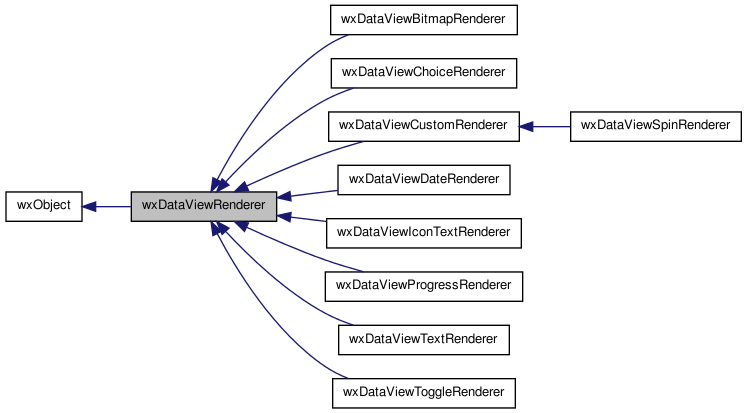 wxDataViewBitmapRenderer
wxDataViewChoiceRenderer
wxDataViewCustomRenderer
wxDataViewSpinRenderer
wxDataViewDateRenderer
wxObject
wxDataViewRenderer
wxDataViewIconTextRenderer
wxDataViewProgressRenderer
wxDataViewTextRenderer
wxDataViewToggleRenderer